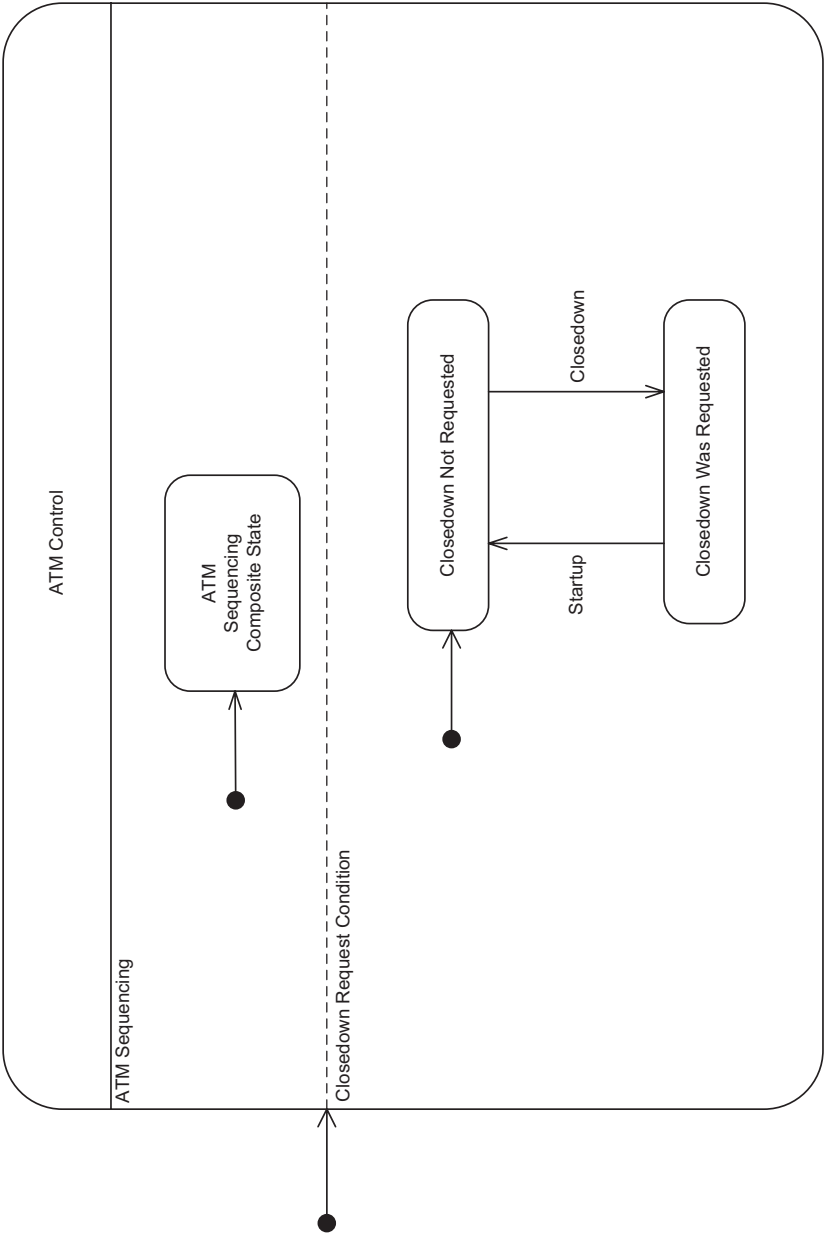 ATM Control
ATM Sequencing
ATM
Sequencing
Composite State
Closedown Request Condition
Closedown Not Requested
Startup
Closedown
Closedown Was Requested